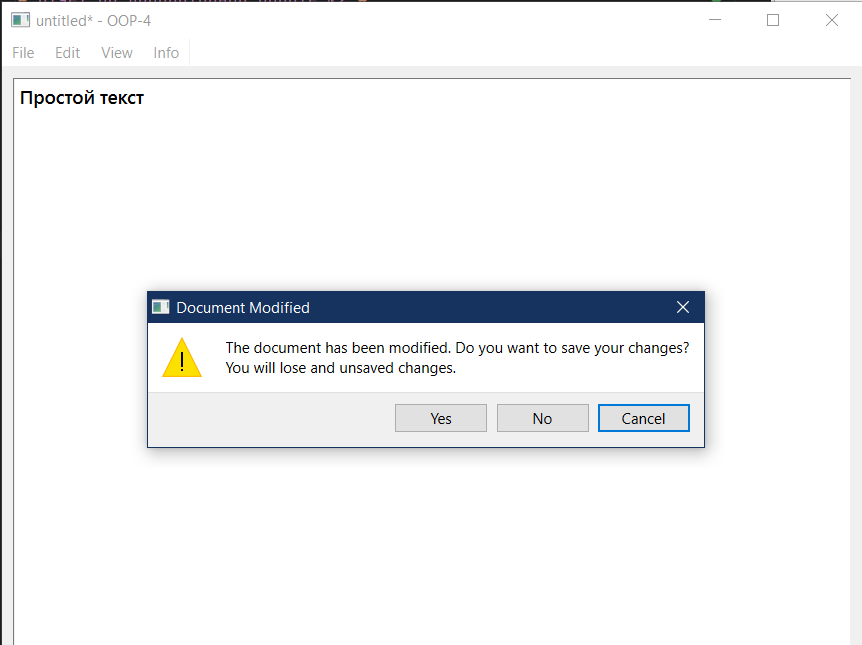 untitled* - OOP-4
File Edit View Info
Простой текст
Document Modified
The document has been modified. Do you want to save your changes?
You will lose and unsaved changes.
Yes No Cancel